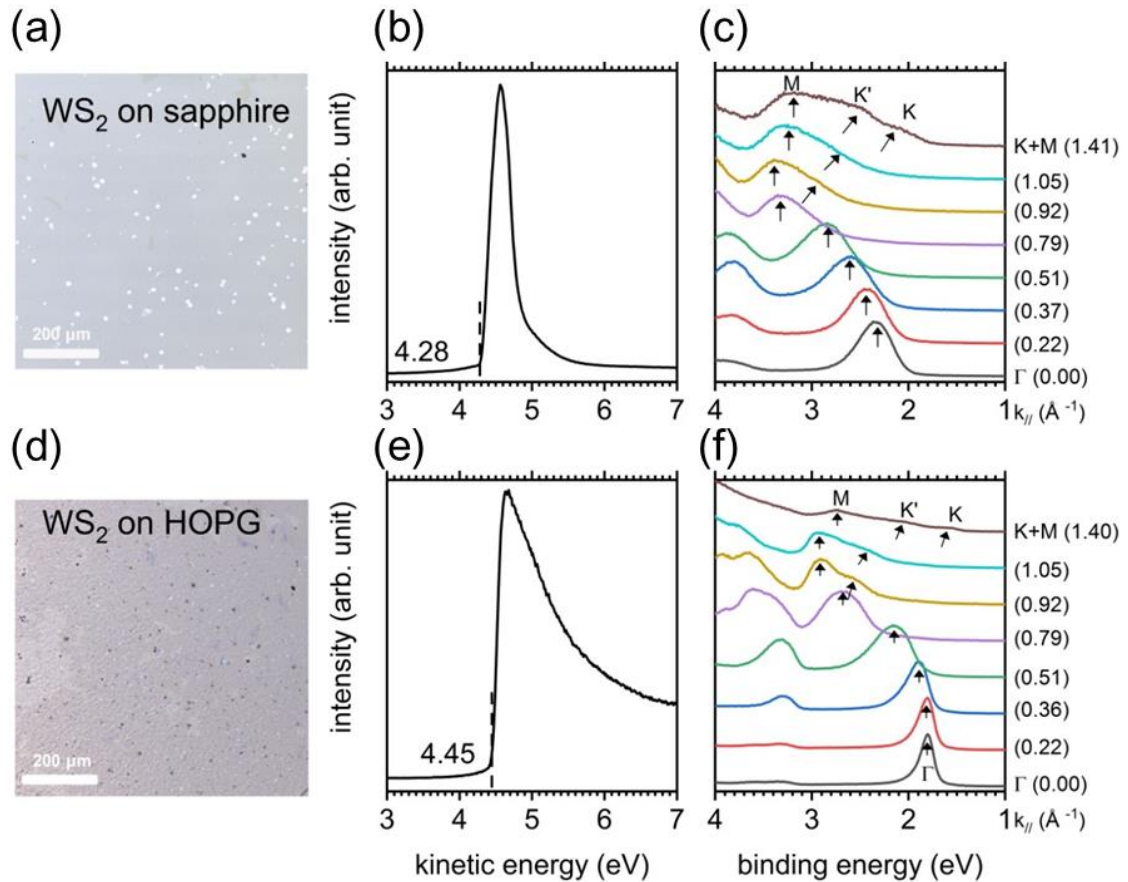 (a)
WS₂ on sapphire
200 µm
(b)
intensity (arb. unit)
4.28
3 4 5 6 7
(c)
M
K'
K
K+M (1.41)
(1.05)
(0.92)
(0.79)
(0.51)
(0.37)
(0.22)
Γ (0.00)
4 3 2 1 k// (Å ⁻¹)
(d)
WS₂ on HOPG
200 µm
(e)
intensity (arb. unit)
4.45
3 4 5 6 7
kinetic energy (eV)
(f)
M
K'
K
Γ
K+M (1.40)
(1.05)
(0.92)
(0.79)
(0.51)
(0.36)
(0.22)
Γ (0.00)
4 3 2 1 k// (Å ⁻¹)
binding energy (eV)